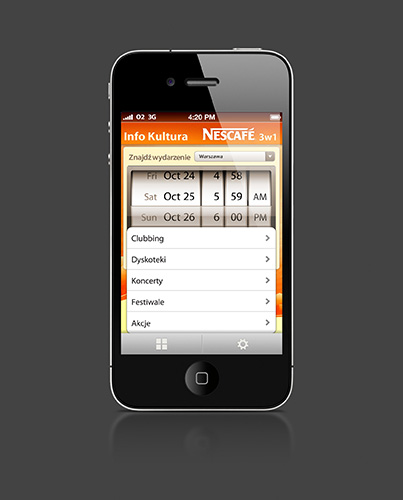 O2 3G 4:20 PM
Info Kultura NESCAFÉ 3w1
Znajdź wydarzenie Warszawa
Fri Oct 24 4 58
Sat Oct 25 5 59 AM
Sun Oct 26 6 00 PM
Clubbing
Dyskoteki
Koncerty
Festiwale
Akcje